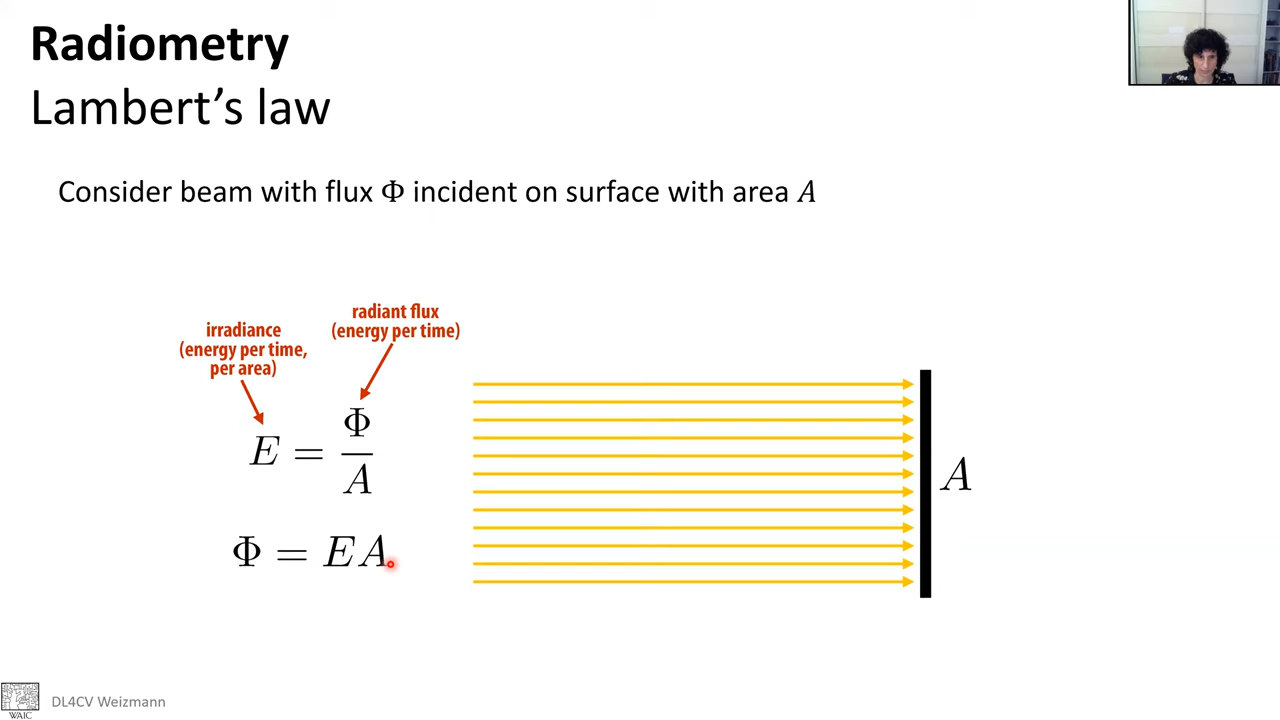 Radiometry
Lambert's law
Consider beam with flux Φ incident on surface with area A
radiant flux
(energy per time)
irradiance
(energy per time,
per area)
E = Φ / A
Φ = EA
A
DL4CV Weizmann
WAIC